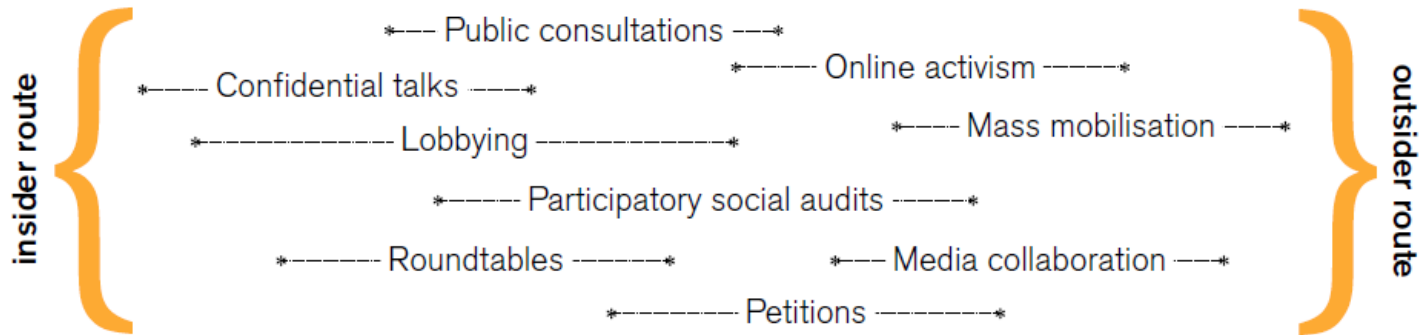 insider route
Public consultations
Online activism
Confidential talks
Mass mobilisation
Lobbying
Participatory social audits
Roundtables
Media collaboration
Petitions
outsider route